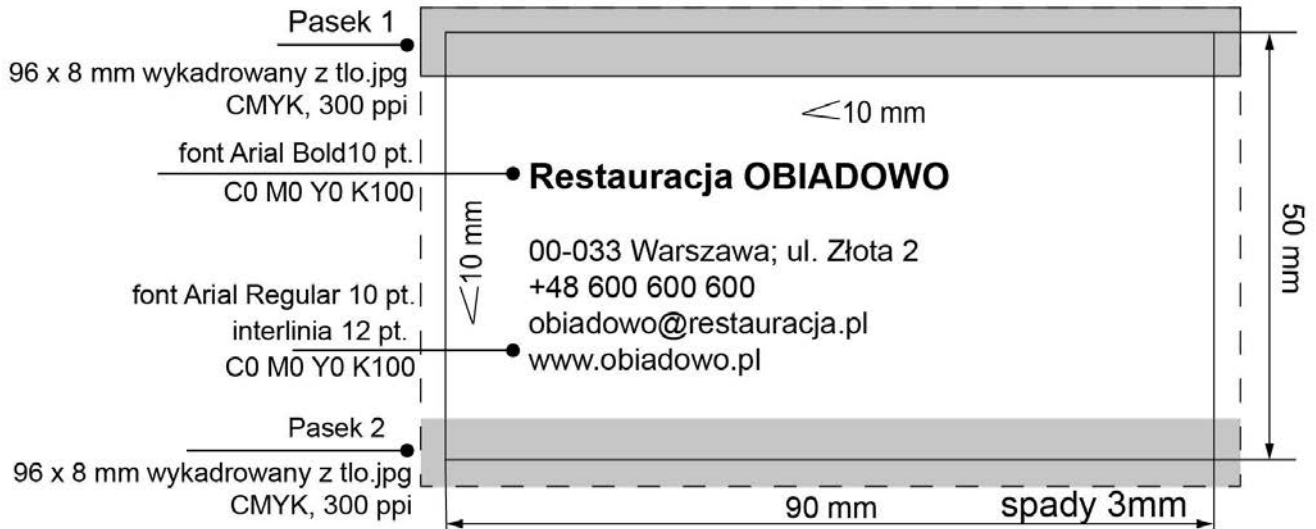 Pasek 1
96 x 8 mm wykadrowany z tlo.jpg
CMYK, 300 ppi
<10 mm
font Arial Bold10 pt.
C0 M0 Y0 K100
Restauracja OBIADOWO
50 mm
<10 mm
00-033 Warszawa; ul. Złota 2
+48 600 600 600
obiadowo@restauracja.pl
www.obiadowo.pl
font Arial Regular 10 pt.
interlinia 12 pt.
C0 M0 Y0 K100
Pasek 2
96 x 8 mm wykadrowany z tlo.jpg
CMYK, 300 ppi
90 mm
spady 3mm